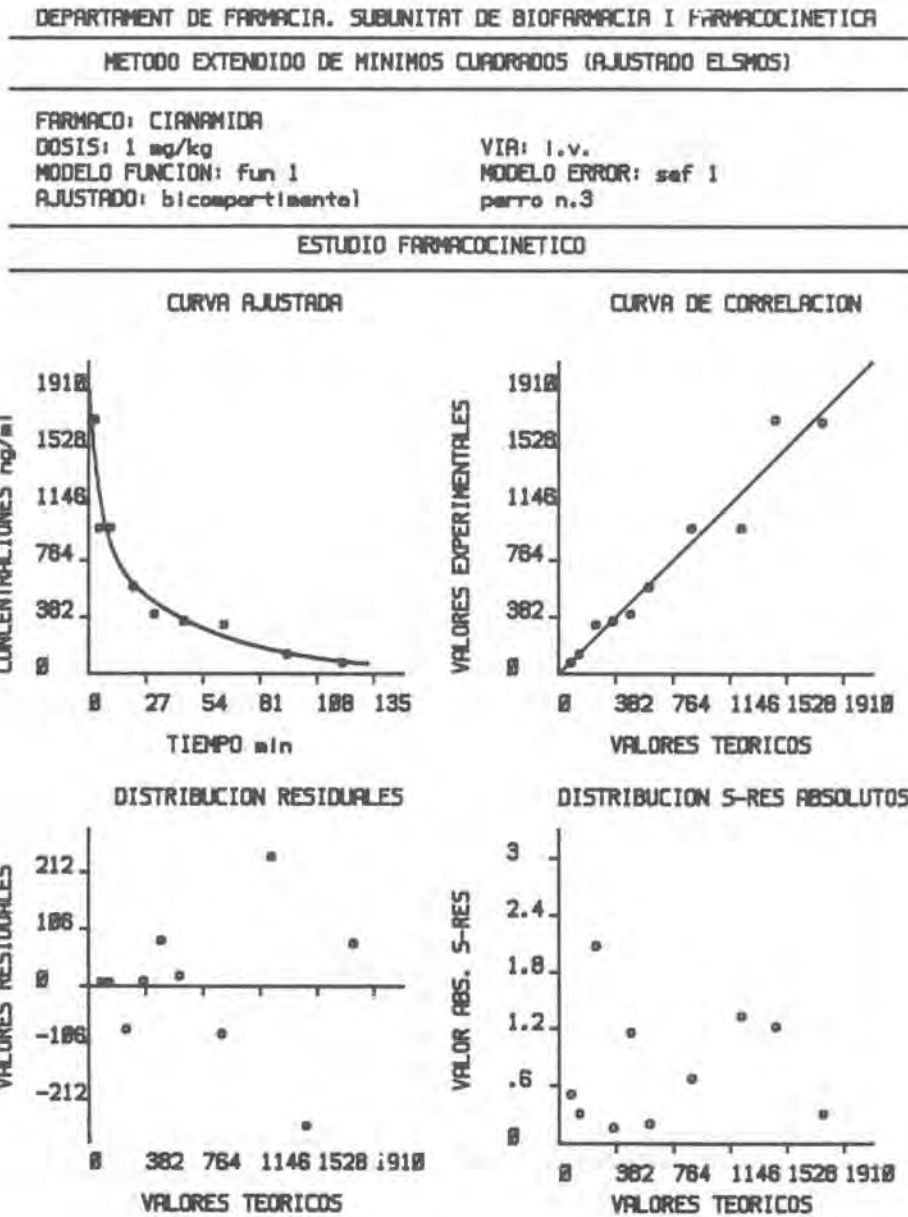 DEPARTAMENT DE FARMACIA. SUBUNITAT DE BIOFARMACIA I FARMACOCINETICA
METODO EXTENDIDO DE MINIMOS CUADRADOS (AJUSTADO ELSMOS)
FARMACO: CIANAMIDA
DOSIS: 1 mg/kg
VIA: i.v.
MODELO FUNCION: fun 1
MODELO ERROR: sef 1
AJUSTADO: bicompartimental
perro n.3
ESTUDIO FARMACOCINETICO
CURVA AJUSTADA
CONCENTRACIONES ng/ml
1910
1528
1146
764
382
0
0 27 54 81 108 135
TIEMPO min
CURVA DE CORRELACION
VALORES EXPERIMENTALES
1910
1528
1146
764
382
0
0 382 764 1146 1528 1910
VALORES TEORICOS
DISTRIBUCION RESIDUALES
VALORES RESIDUALES
212
106
0
-106
-212
0 382 764 1146 1528 1910
VALORES TEORICOS
DISTRIBUCION S-RES ABSOLUTOS
VALOR ABS. S-RES
3
2.4
1.8
1.2
.6
0
0 382 764 1146 1528 1910
VALORES TEORICOS